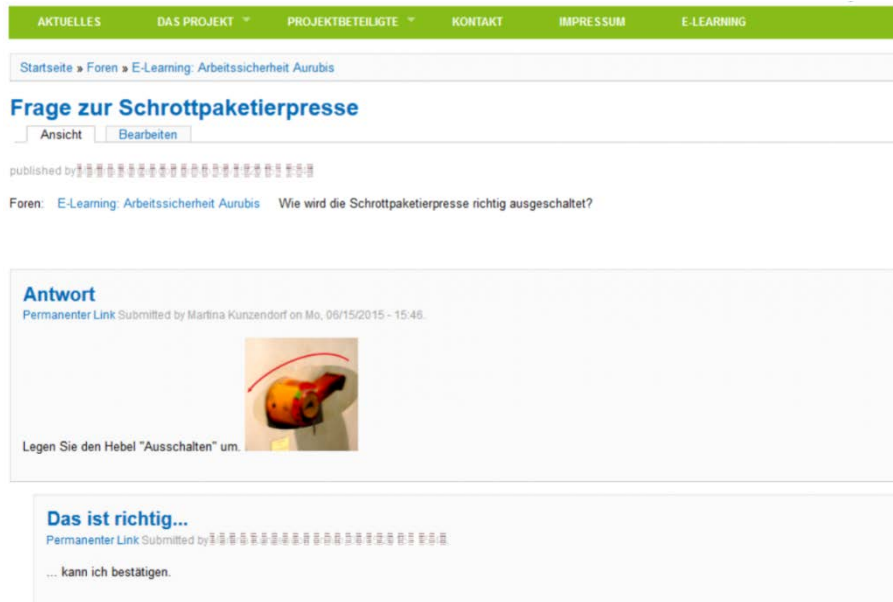 AKTUELLES DAS PROJEKT PROJEKTBETEILIGTE KONTAKT IMPRESSUM E-LEARNING
Startseite » Foren » E-Learning: Arbeitssicherheit Aurubis
Frage zur Schrottpaketierpresse
Ansicht Bearbeiten
published by
Foren: E-Learning: Arbeitssicherheit Aurubis Wie wird die Schrottpaketierpresse richtig ausgeschaltet?
Antwort
Permanenter Link Submitted by Martina Kunzendorf on Mo, 06/15/2015 - 15:46.
Legen Sie den Hebel "Ausschalten" um.
Das ist richtig...
Permanenter Link Submitted by
... kann ich bestätigen.